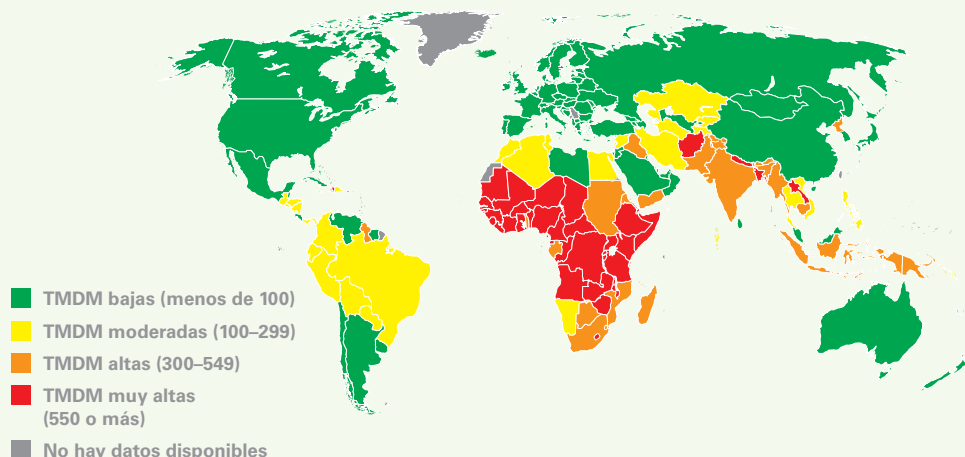 TMDM bajas (menos de 100)
TMDM moderadas (100–299)
TMDM altas (300–549)
TMDM muy altas
(550 o más)
No hay datos disponibles